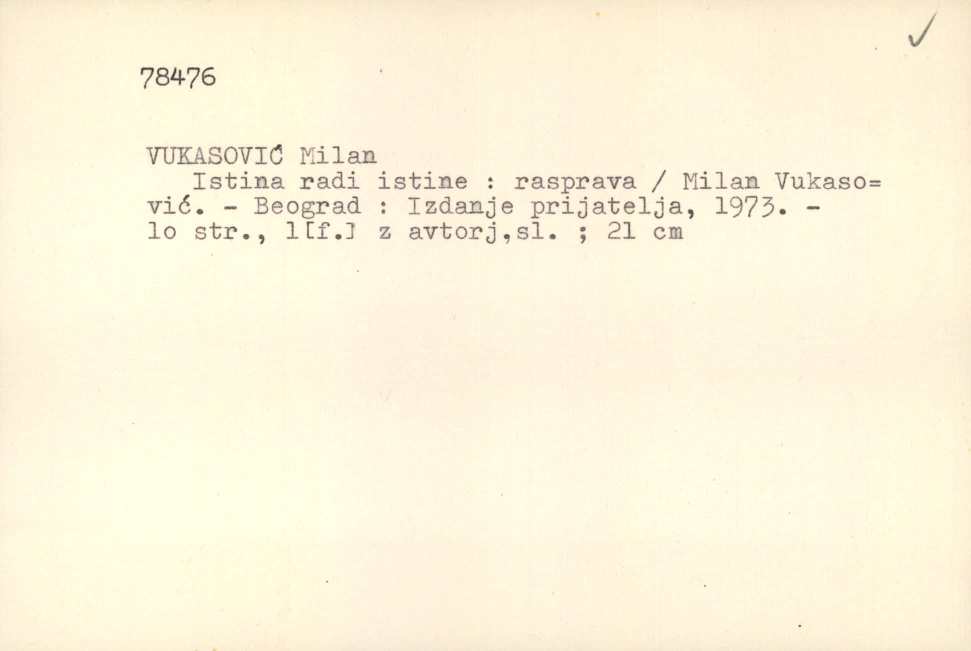 78476
VUKASOVIĆ Milan
Istina radi istine : rasprava / Milan Vukaso=
vić. - Beograd : Izdanje prijatelja, 1973. -
lo str., l[f.] z avtorj,sl. ; 21 cm